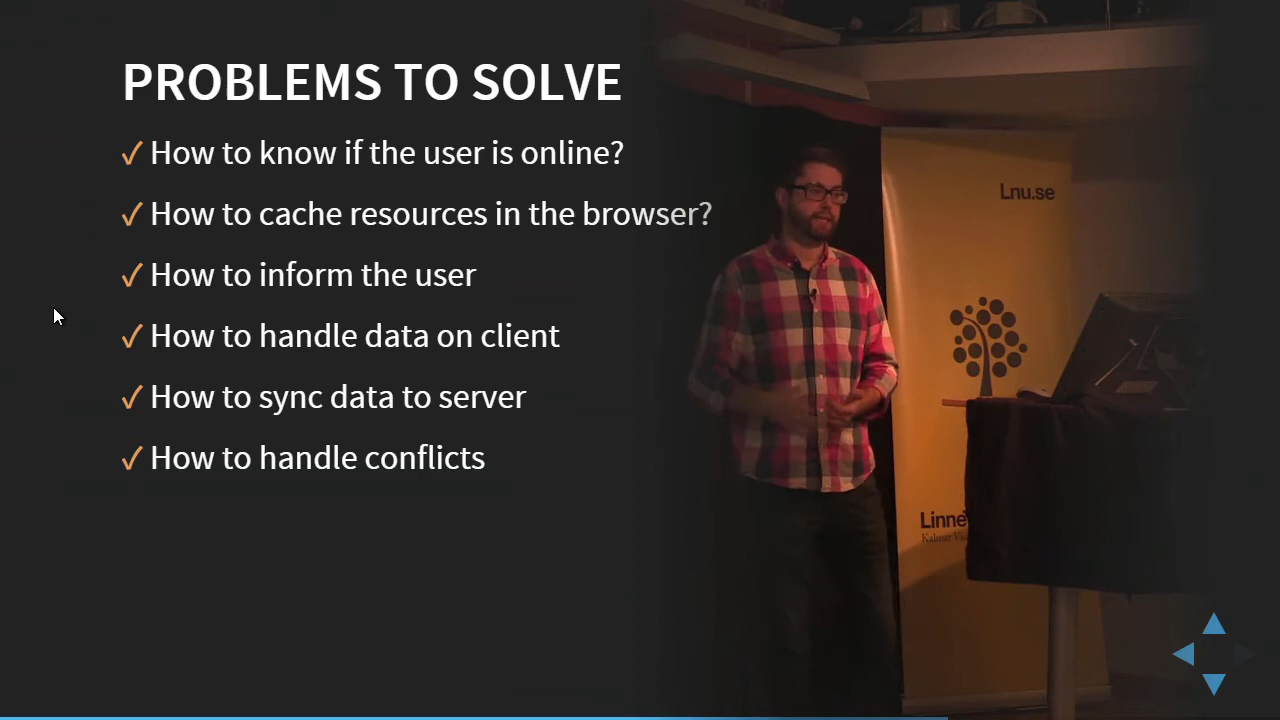 PROBLEMS TO SOLVE
✓ How to know if the user is online?
✓ How to cache resources in the browser?
✓ How to inform the user
✓ How to handle data on client
✓ How to sync data to server
✓ How to handle conflicts
Lnu.se
Linne
Kalmar